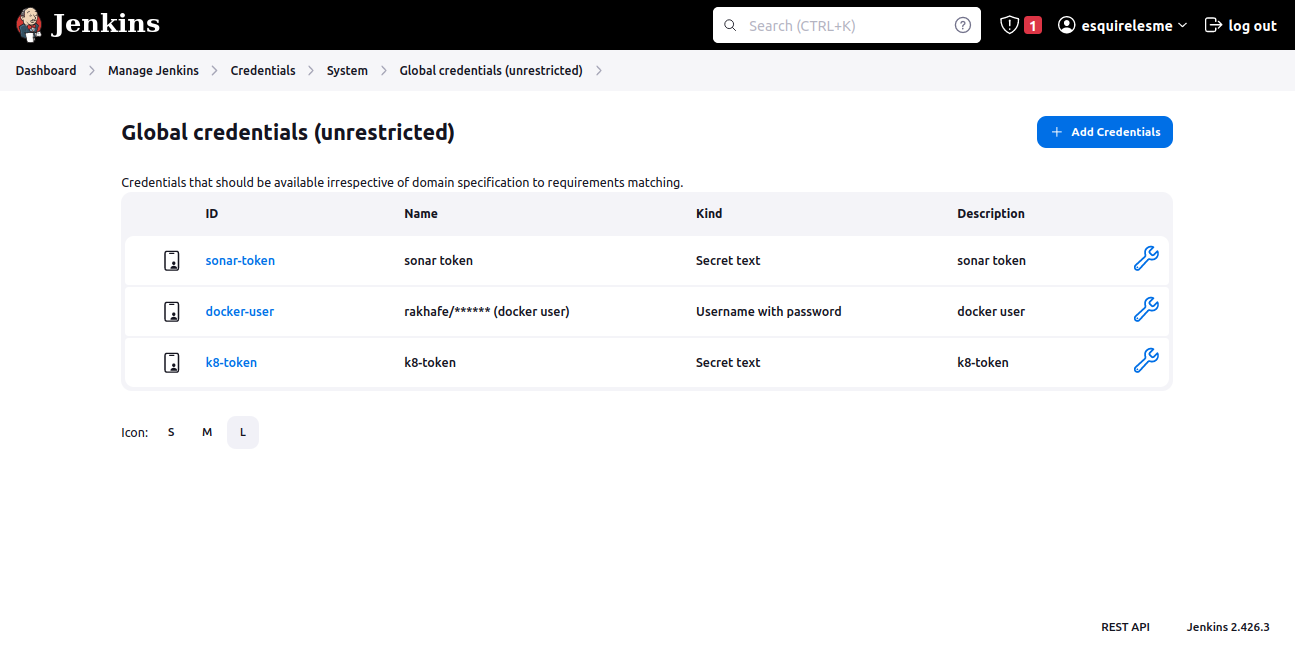 Jenkins
Search (CTRL+K)
1
esquirelesme
log out
Dashboard > Manage Jenkins > Credentials > System > Global credentials (unrestricted) >
Global credentials (unrestricted)
+ Add Credentials
Credentials that should be available irrespective of domain specification to requirements matching.
ID Name Kind Description
sonar-token sonar token Secret text sonar token
docker-user rakhafe/****** (docker user) Username with password docker user
k8-token k8-token Secret text k8-token
Icon: S M L
REST API Jenkins 2.426.3